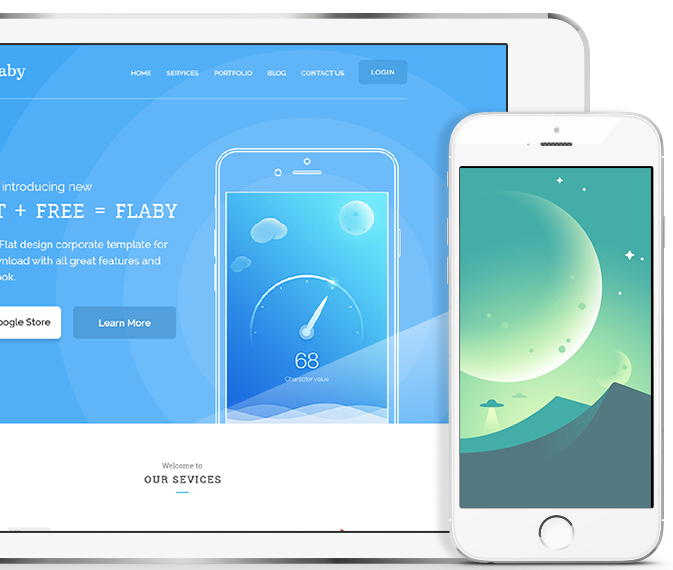 aby
HOME SERVICES PORTFOLIO BLOG CONTACT US LOGIN
introducing new
T + FREE = FLABY
Flat design corporate template for
wnload with all great features and
ook.
oogle Store
Learn More
68
Character value
Welcome to
OUR SEVICES